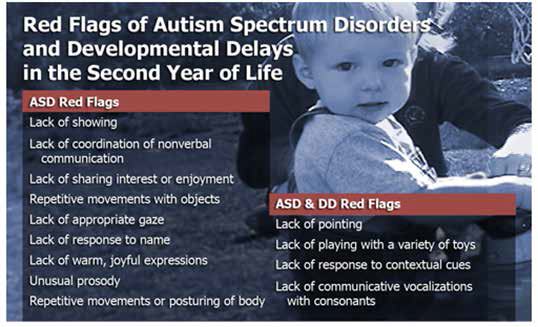 Red Flags of Autism Spectrum Disorders
and Developmental Delays
in the Second Year of Life
ASD Red Flags
Lack of showing
Lack of coordination of nonverbal
communication
Lack of sharing interest or enjoyment
Repetitive movements with objects
Lack of appropriate gaze
Lack of response to name
Lack of warm, joyful expressions
Unusual prosody
Repetitive movements or posturing of body
ASD & DD Red Flags
Lack of pointing
Lack of playing with a variety of toys
Lack of response to contextual cues
Lack of communicative vocalizations
with consonants